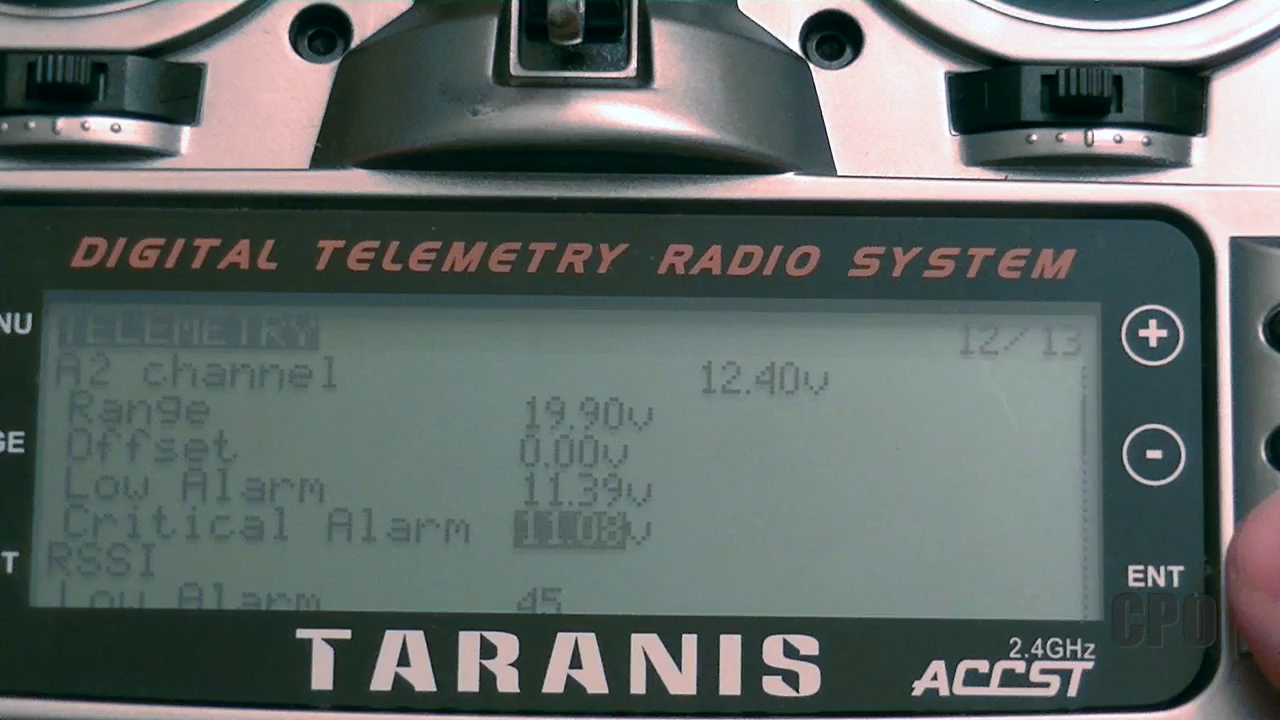 DIGITAL TELEMETRY RADIO SYSTEM
NU
TELEMETRY 12/13
A2 channel 12.40v
Range 19.90v
GE
Offset 0.00v
Low Alarm 11.39v
Critical Alarm 11.08v
T
RSSI
ENT
Low Alarm 45
CPO
TARANIS
2.4GHz
ACCST
+
-